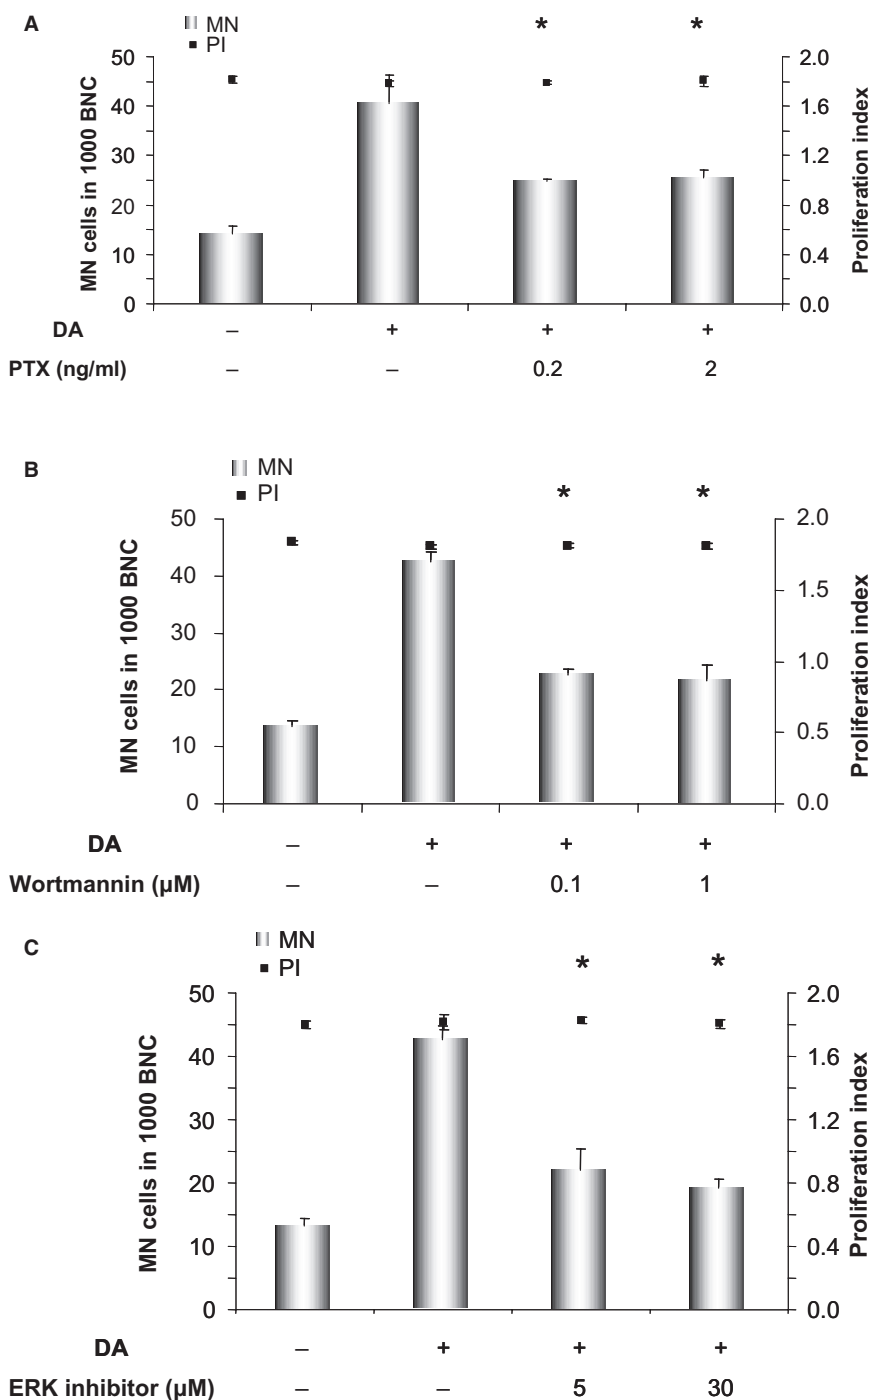 A
MN
PI
* *
50 2.0
40 1.6
30 1.2
20 0.8
10 0.4
0 0.0
MN cells in 1000 BNC
Proliferation index
DA – + + +
PTX (ng/ml) – – 0.2 2
B
MN
PI
* *
50 2.0
40 1.5
30 1.0
20 0.5
10 0.0
0
MN cells in 1000 BNC
Proliferation index
DA – + + +
Wortmannin (µM) – – 0.1 1
C
MN
PI
* *
50 2.0
40 1.6
30 1.2
20 0.8
10 0.4
0 0.0
MN cells in 1000 BNC
Proliferation index
DA – + + +
ERK inhibitor (µM) – – 5 30